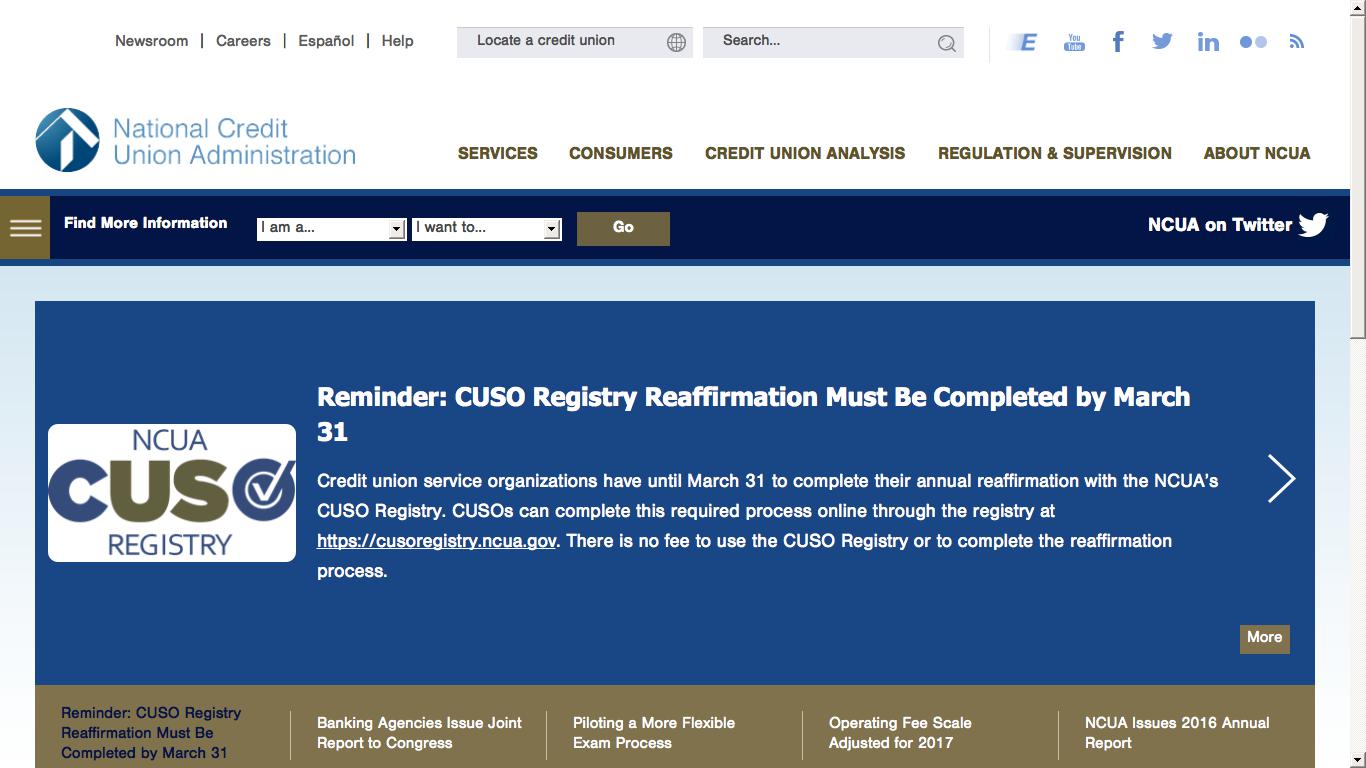 Newsroom | Careers | Español | Help
Locate a credit union
Search...
E
You
Tube
f
in
National Credit
Union Administration
SERVICES CONSUMERS CREDIT UNION ANALYSIS REGULATION & SUPERVISION ABOUT NCUA
Find More Information
I am a...
I want to...
Go
NCUA on Twitter
NCUA
CUSO
REGISTRY
Reminder: CUSO Registry Reaffirmation Must Be Completed by March
31
Credit union service organizations have until March 31 to complete their annual reaffirmation with the NCUA’s
CUSO Registry. CUSOs can complete this required process online through the registry at
https://cusoregistry.ncua.gov. There is no fee to use the CUSO Registry or to complete the reaffirmation
process.
More
Reminder: CUSO Registry
Reaffirmation Must Be
Completed by March 31
Banking Agencies Issue Joint
Report to Congress
Piloting a More Flexible
Exam Process
Operating Fee Scale
Adjusted for 2017
NCUA Issues 2016 Annual
Report